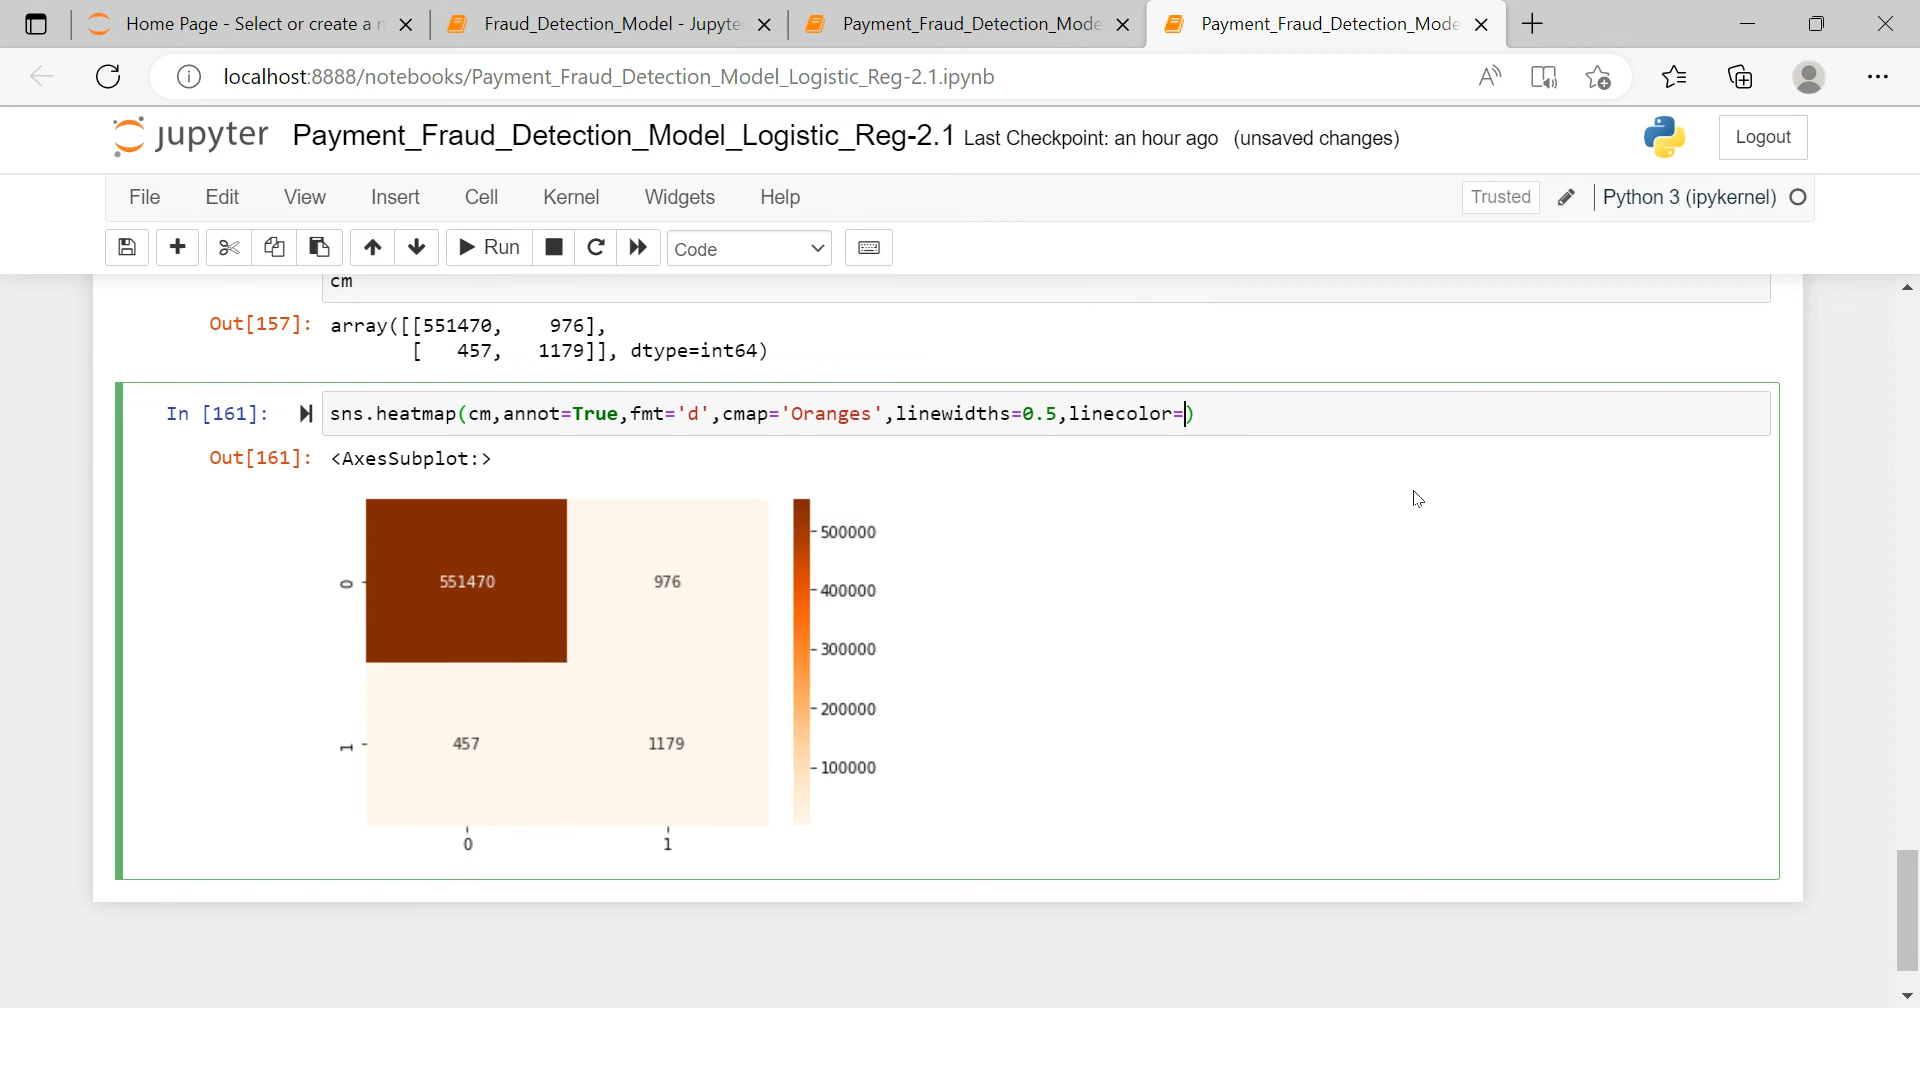 Home Page - Select or create a n
Fraud_Detection_Model - Jupyte
Payment_Fraud_Detection_Mode
Payment_Fraud_Detection_Mode
localhost:8888/notebooks/Payment_Fraud_Detection_Model_Logistic_Reg-2.1.ipynb
jupyter Payment_Fraud_Detection_Model_Logistic_Reg-2.1 Last Checkpoint: an hour ago (unsaved changes)
Logout
File Edit View Insert Cell Kernel Widgets Help
Trusted
Python 3 (ipykernel)
Run
Code
cm
Out[157]: array([[551470, 976],
[ 457, 1179]], dtype=int64)
In [161]: sns.heatmap(cm,annot=True,fmt='d',cmap='Oranges',linewidths=0.5,linecolor=)
Out[161]: <AxesSubplot:>
0
551470
976
1
457
1179
0
1
500000
400000
300000
200000
100000